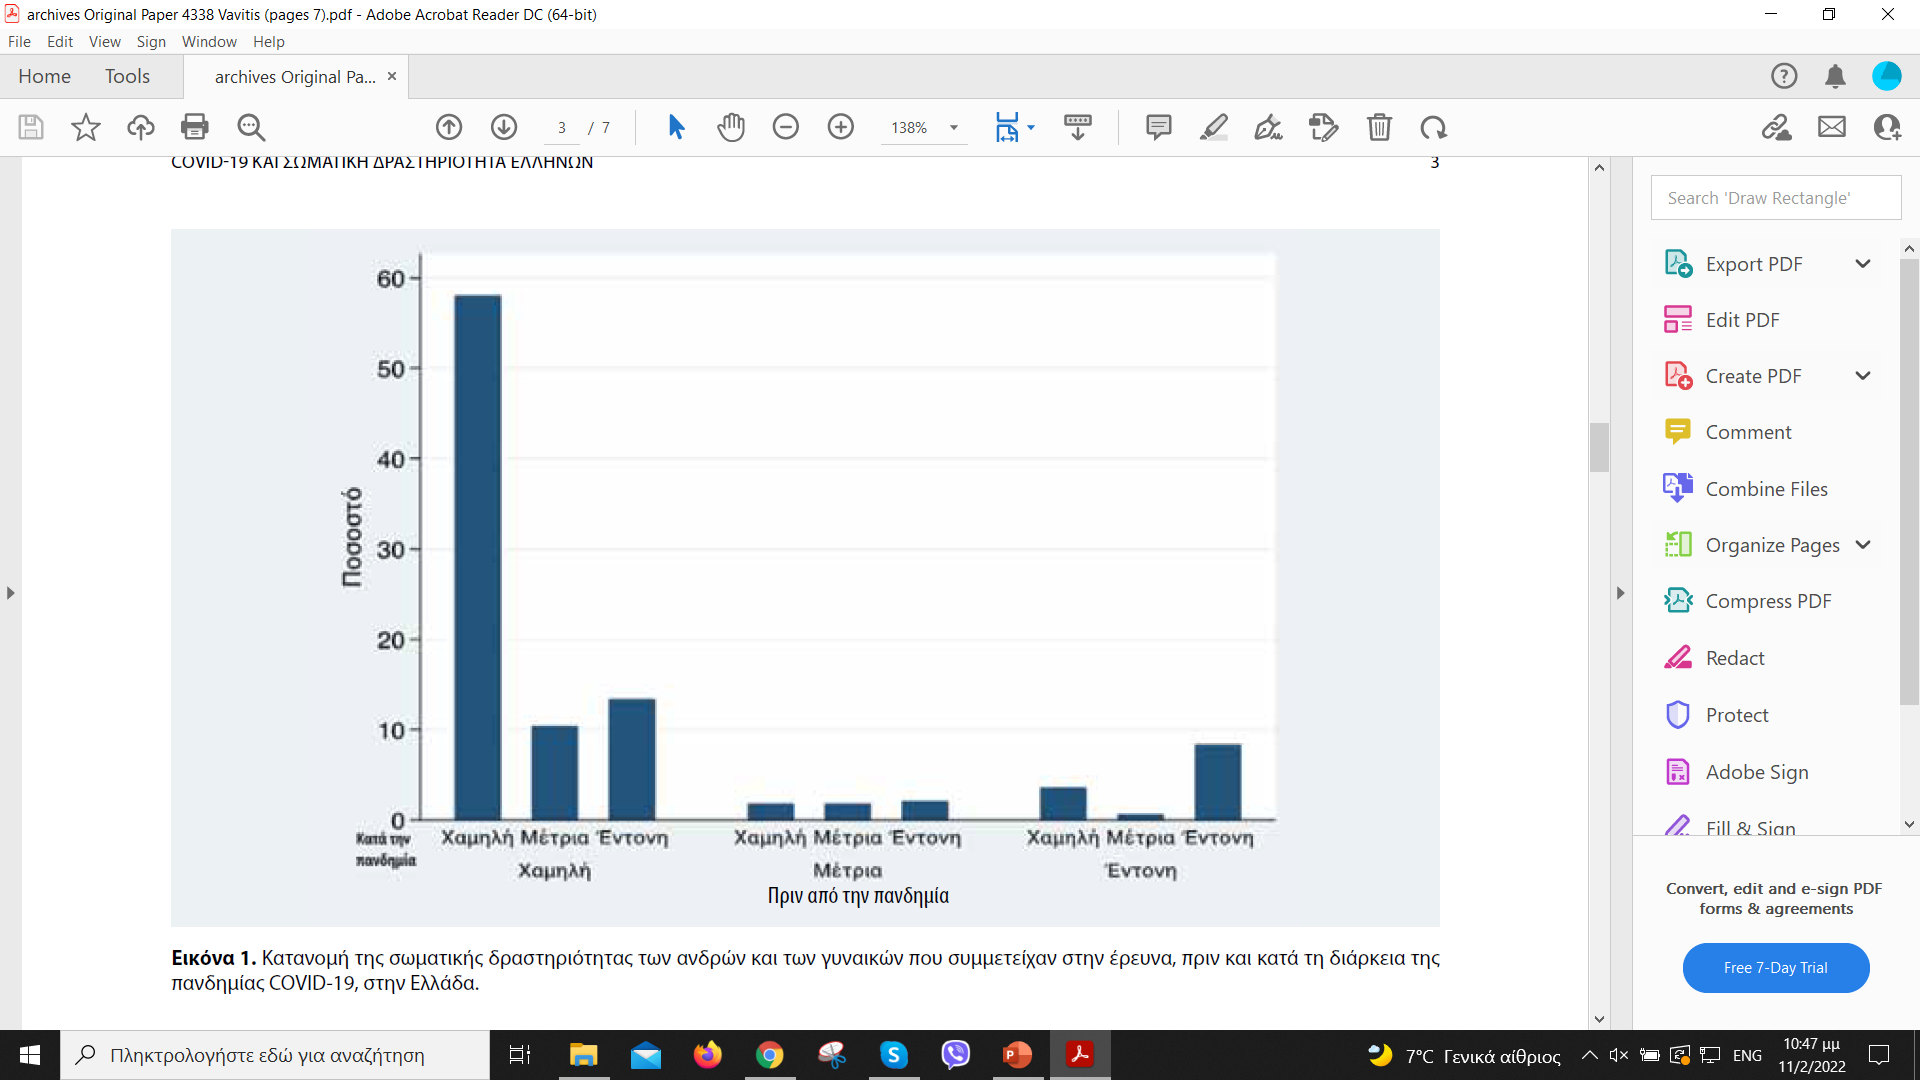 archives Original Paper 4338 Vavitis (pages 7).pdf - Adobe Acrobat Reader DC (64-bit)
File Edit View Sign Window Help
Home Tools archives Original Pa... ×
3 / 7 138%
Search 'Draw Rectangle'
Export PDF
Edit PDF
Create PDF
Comment
Combine Files
Organize Pages
Compress PDF
Redact
Protect
Adobe Sign
Fill & Sign
Convert, edit and e-sign PDF
forms & agreements
Free 7-Day Trial
COVID-19 ΚΑΙ ΣΩΜΑΤΙΚΗ ΔΡΑΣΤΗΡΙΟΤΗΤΑ ΕΛΛΗΝΩΝ 3
Ποσοστό
60
50
40
30
20
10
0
Κατά την
πανδημία
Χαμηλή Μέτρια Έντονη Χαμηλή Μέτρια Έντονη Χαμηλή Μέτρια Έντονη
Χαμηλή Μέτρια Έντονη
Πριν από την πανδημία
Εικόνα 1. Κατανομή της σωματικής δραστηριότητας των ανδρών και των γυναικών που συμμετείχαν στην έρευνα, πριν και κατά τη διάρκεια της
πανδημίας COVID-19, στην Ελλάδα.
Πληκτρολογήστε εδώ για αναζήτηση
7°C Γενικά αίθριος
ENG
10:47 μμ
11/2/2022